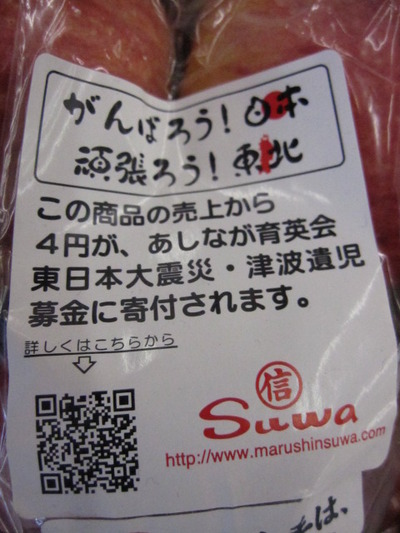 がんばろう!日本
頑張ろう!東北
この商品の売上から
4円が、あしなが育英会
東日本大震災・津波遺児
募金に寄付されます。
詳しくはこちらから
信
Suwa
http://www.marushinsuwa.com